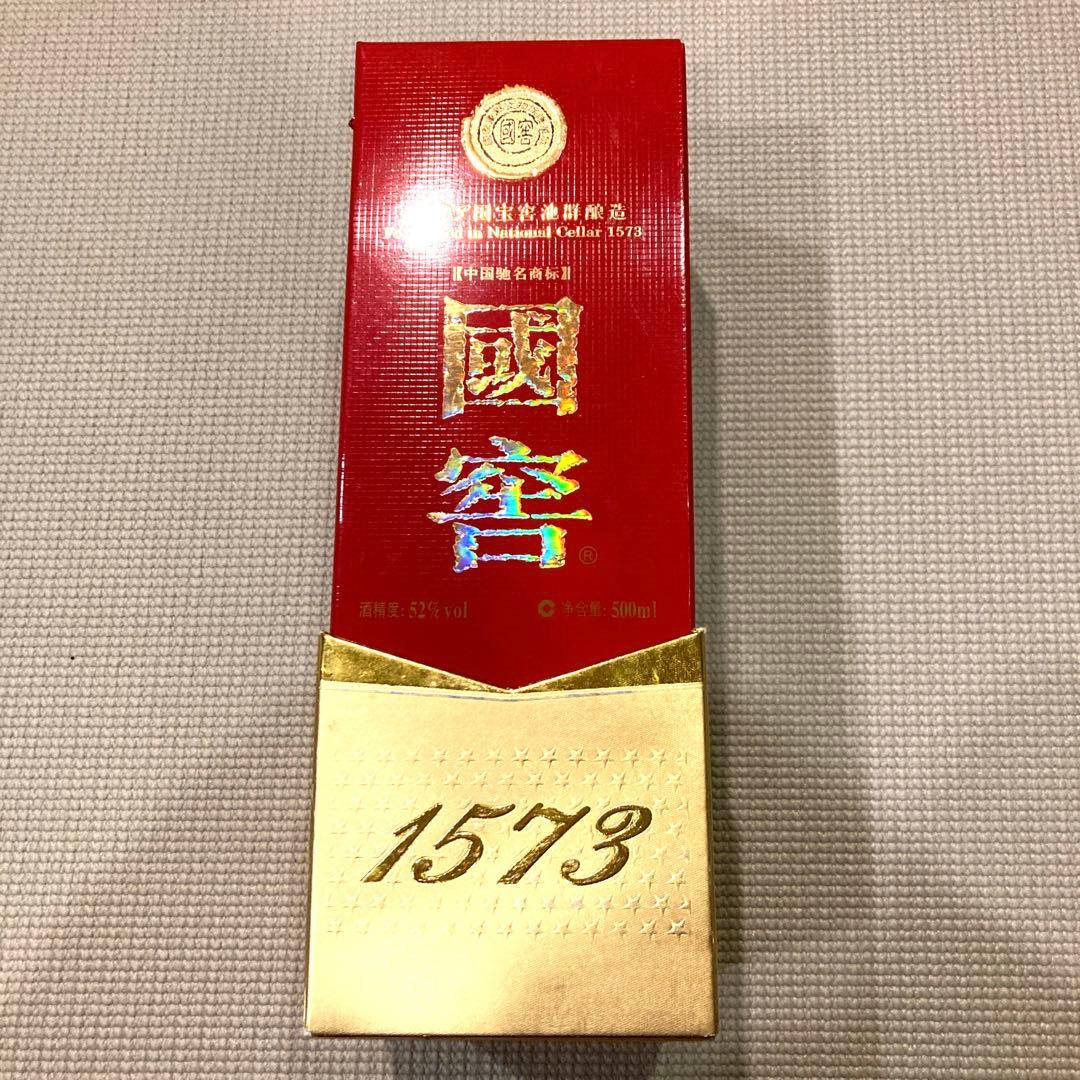 國窖
国宝窖池群酿造
in National Cellar 1573
【中国驰名商标】
國
窖
®
酒精度: 52%vol
净含量: 500ml
1573